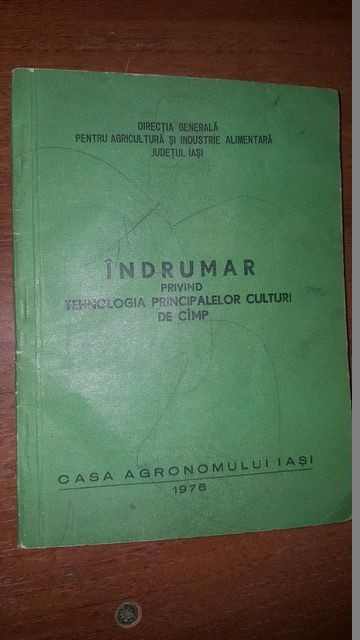 DIRECȚIA GENERALĂ
PENTRU AGRICULTURĂ ȘI INDUSTRIE ALIMENTARĂ
JUDEȚUL IAȘI
ÎNDRUMAR
PRIVIND
TEHNOLOGIA PRINCIPALELOR CULTURI
DE CÎMP
CASA AGRONOMULUI IAȘI
1976